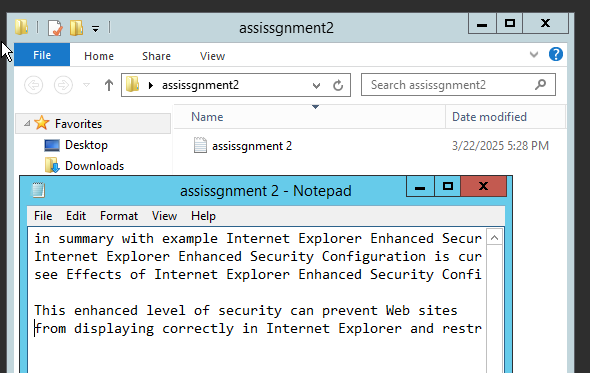 assissgnment2
File Home Share View
assissgnment2 Search assissgnment2
Name Date modified
Favorites
assissgnment 2 3/22/2025 5:28 PM
Desktop
Downloads
assissgnment 2 - Notepad
File Edit Format View Help
in summary with example Internet Explorer Enhanced Secur
Internet Explorer Enhanced Security Configuration is cur
see Effects of Internet Explorer Enhanced Security Confi
This enhanced level of security can prevent Web sites
from displaying correctly in Internet Explorer and restr